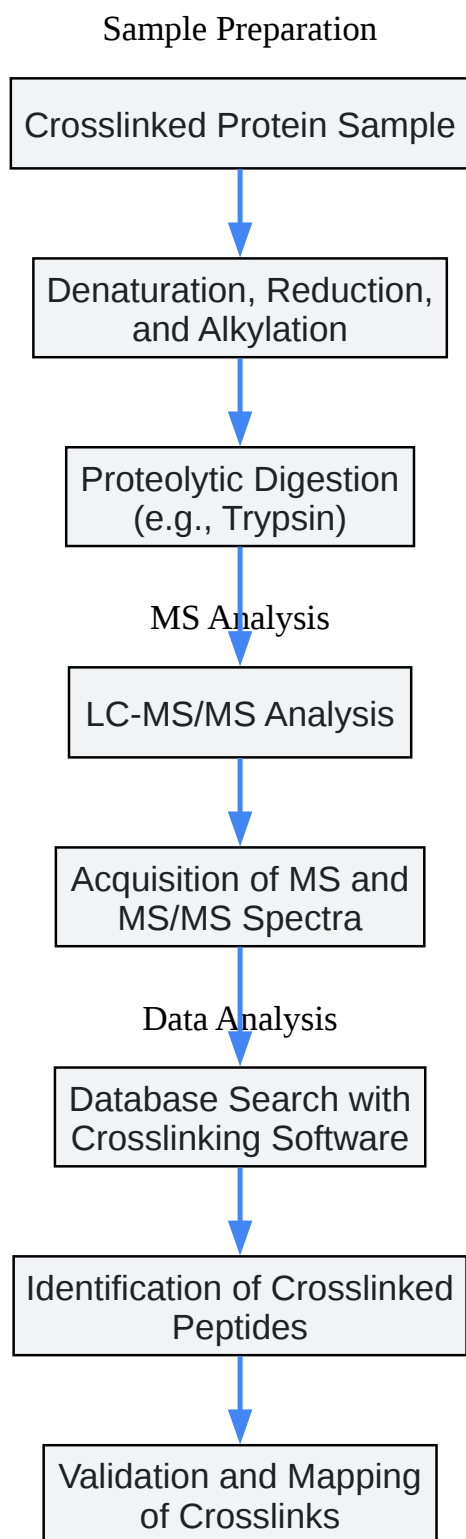 Sample Preparation
Crosslinked Protein Sample
Denaturation, Reduction,
and Alkylation
Proteolytic Digestion
(e.g., Trypsin)
MS Analysis
LC-MS/MS Analysis
Acquisition of MS and
MS/MS Spectra
Data Analysis
Database Search with
Crosslinking Software
Identification of Crosslinked
Peptides
Validation and Mapping
of Crosslinks